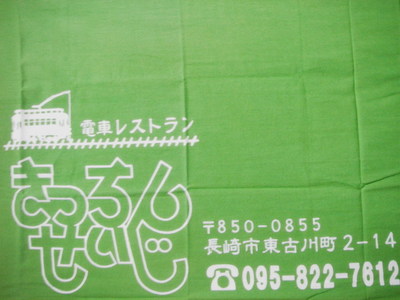 電車レストラン
きっちん
せいじ
〒850-0855
長崎市東古川町2-14
☎095-822-7612